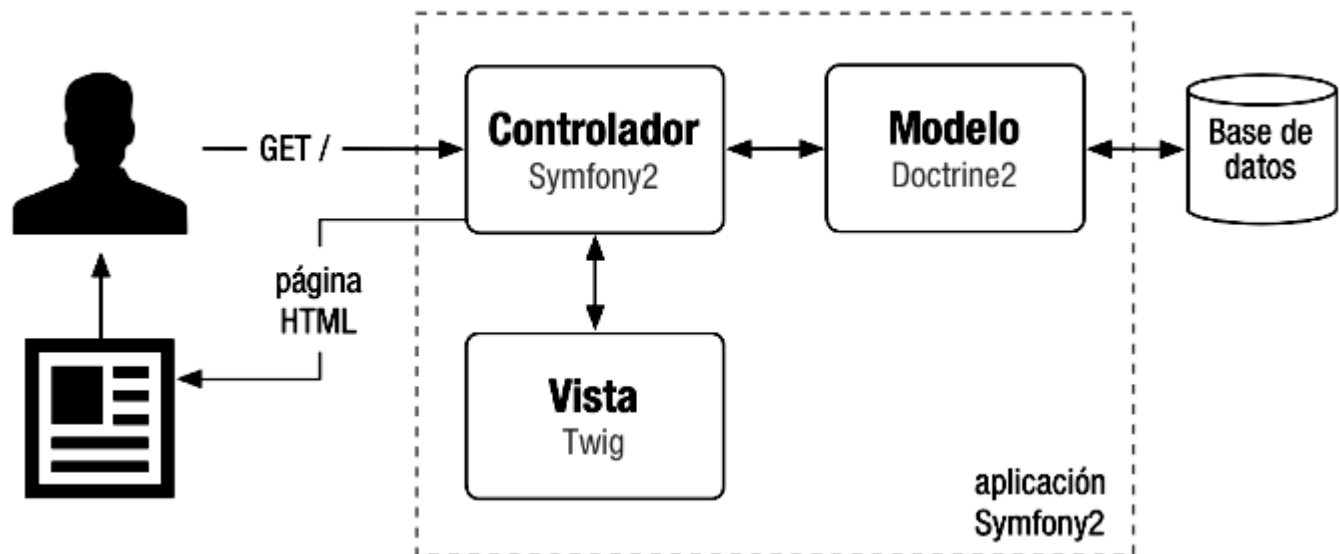 GET /
Controlador
Symfony2
Modelo
Doctrine2
Base de
datos
página
HTML
Vista
Twig
aplicación
Symfony2